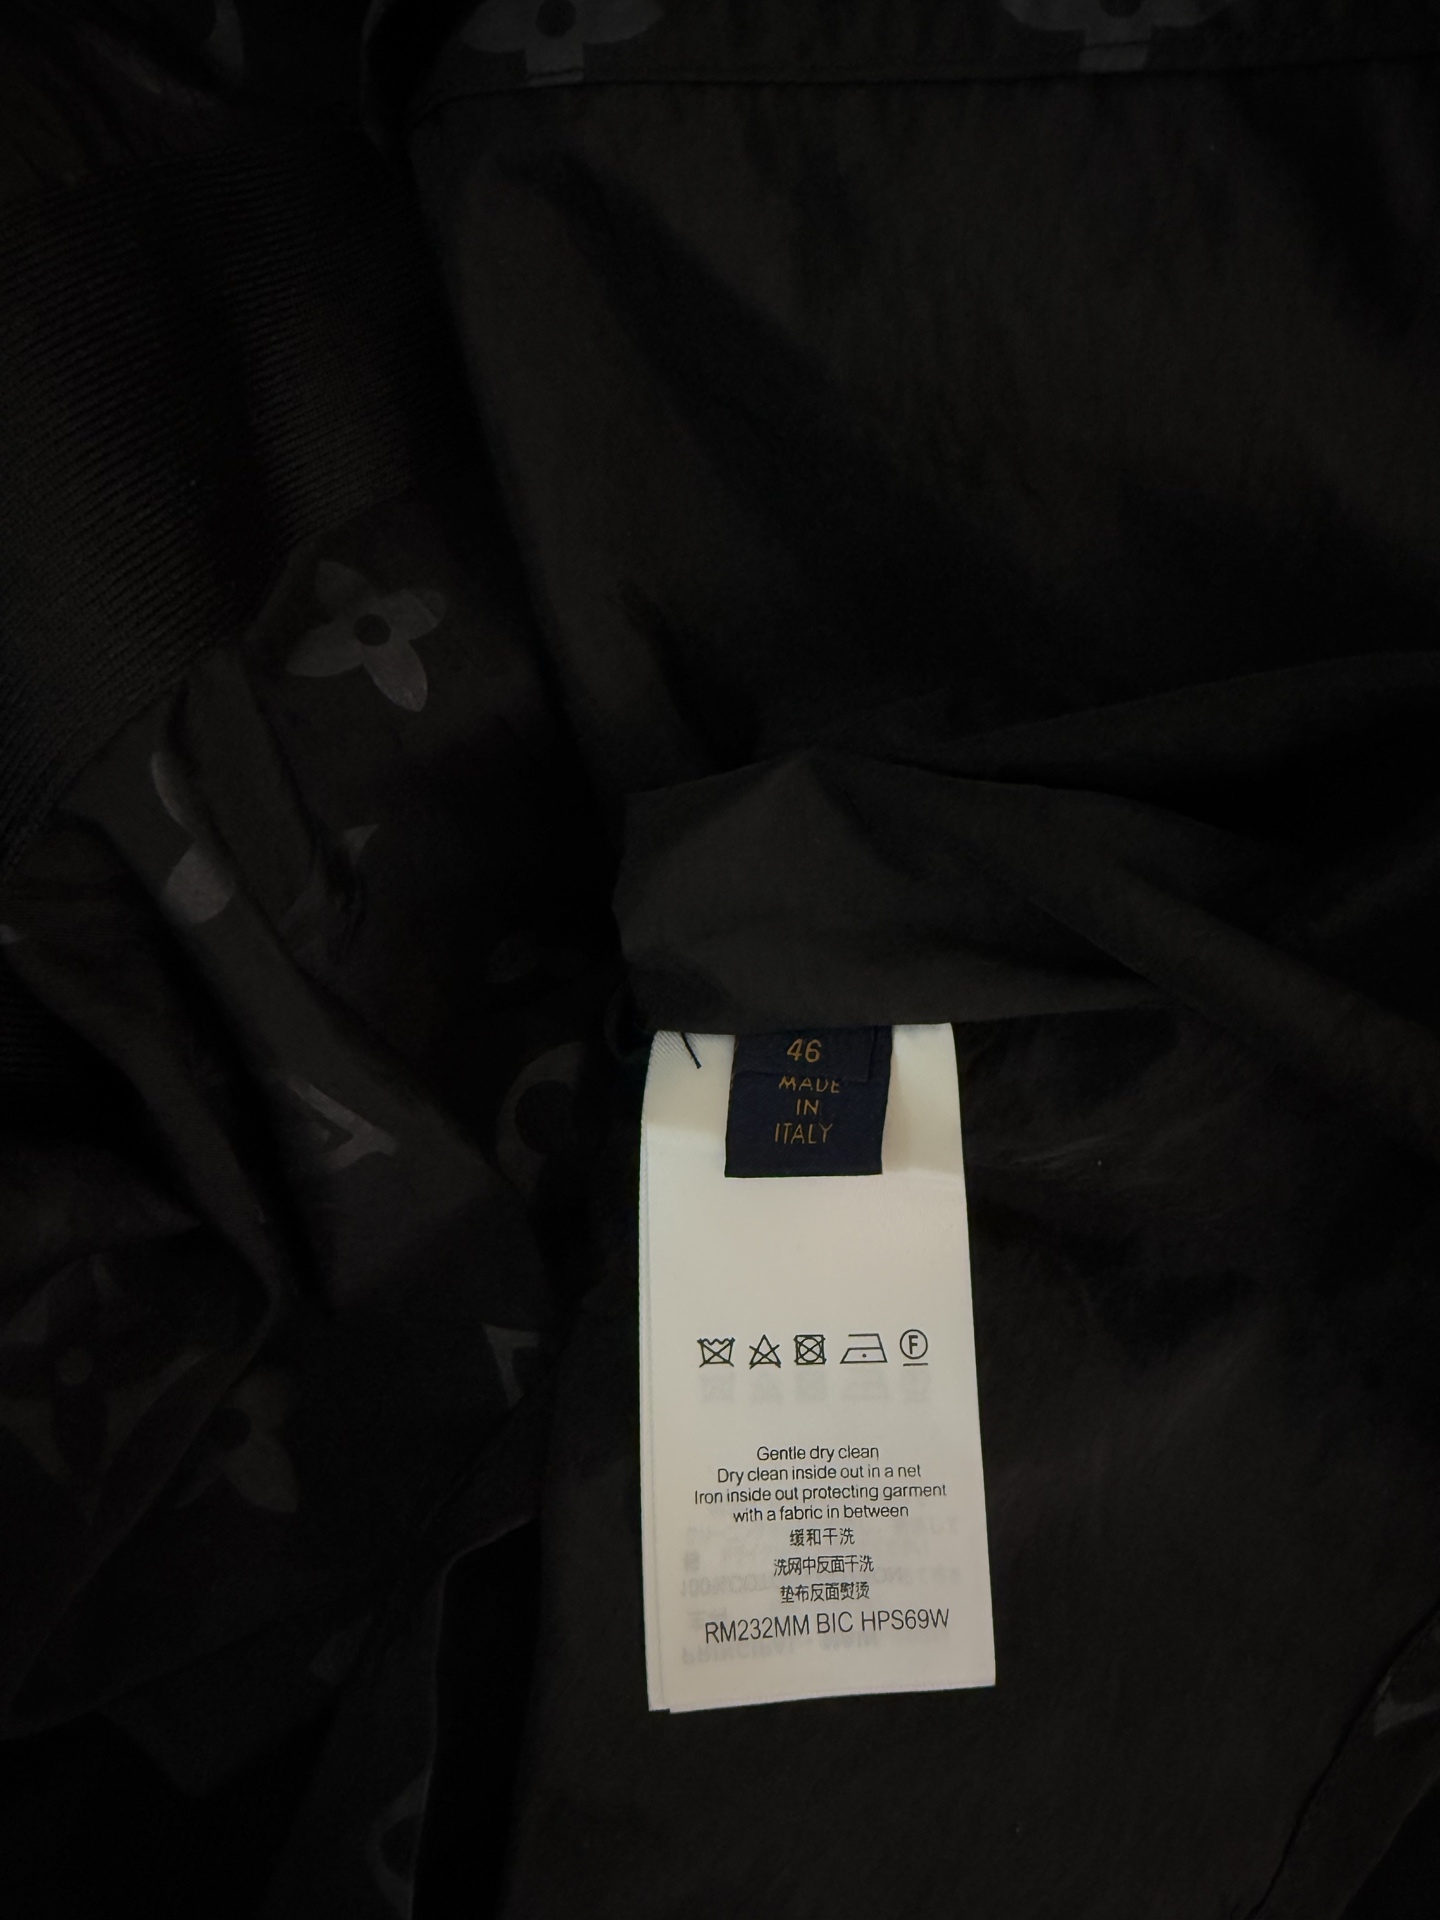 46
MADE
IN
ITALY
F
Gentle dry clean
Dry clean inside out in a net
Iron inside out protecting garment
with a fabric in between
缓和干洗
洗网中反面干洗
垫布反面熨烫
RM232MM BIC HPS69W